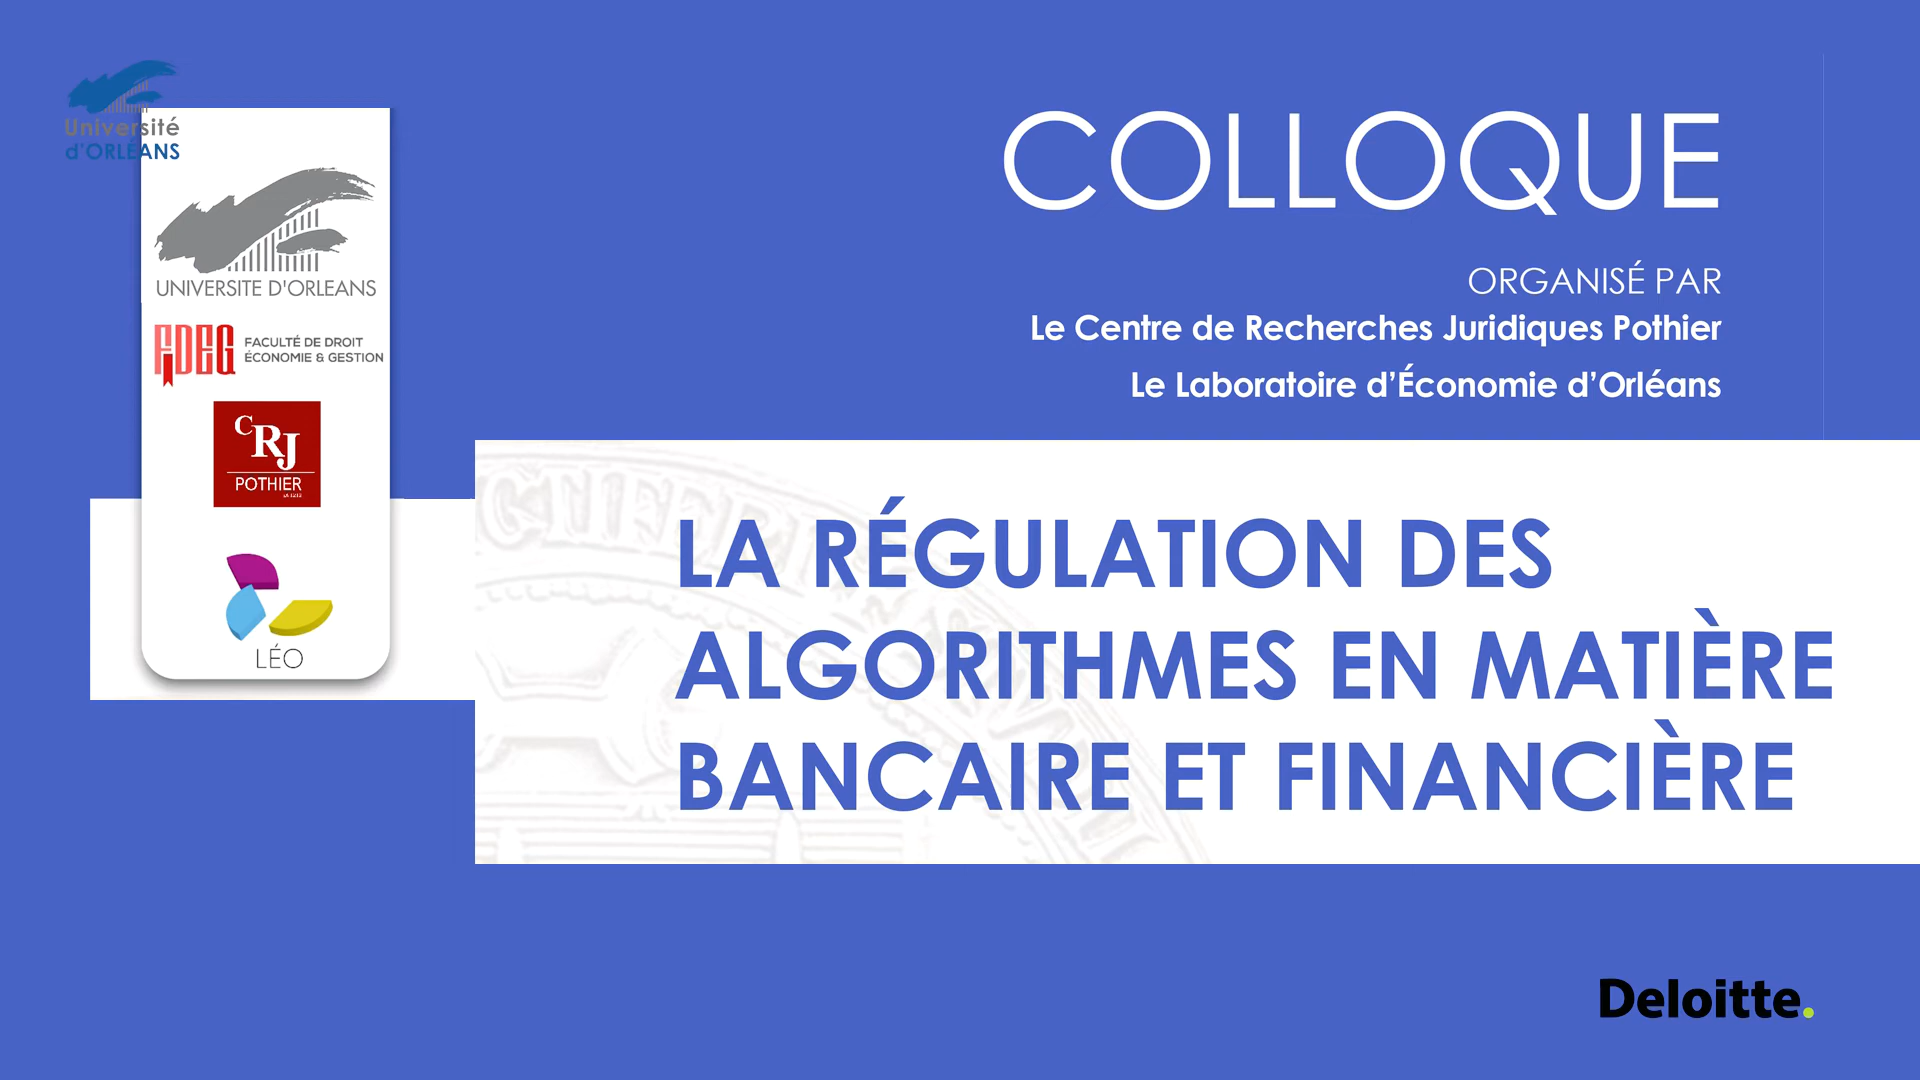 Université
d'ORLÉANS
UNIVERSITE D'ORLEANS
FDEG
FACULTÉ DE DROIT
ÉCONOMIE & GESTION
CRJ
POTHIER
LÉO
COLLOQUE
ORGANISÉ PAR
Le Centre de Recherches Juridiques Pothier
Le Laboratoire d’Économie d’Orléans
LA RÉGULATION DES
ALGORITHMES EN MATIÈRE
BANCAIRE ET FINANCIÈRE
Deloitte.